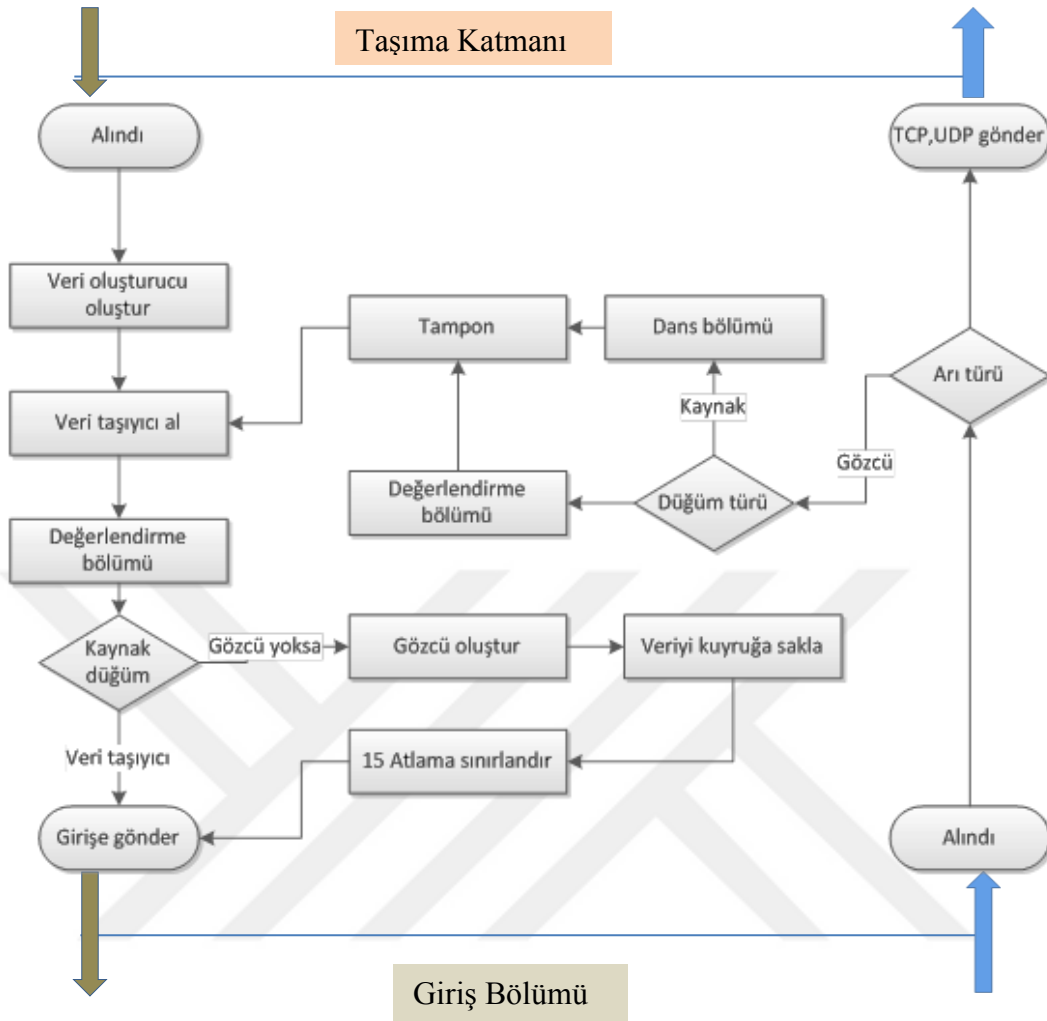 Taşıma Katmanı
Alındı
TCP,UDP gönder
Veri oluşturucu
oluştur
Tampon
Dans bölümü
Arı türü
Veri taşıyıcı al
Kaynak
Gözcü
Değerlendirme
bölümü
Düğüm türü
Değerlendirme
bölümü
Kaynak
düğüm
Gözcü yoksa
Gözcü oluştur
Veriyi kuyruğa sakla
Veri taşıyıcı
15 Atlama sınırlandır
Girişe gönder
Alındı
Giriş Bölümü